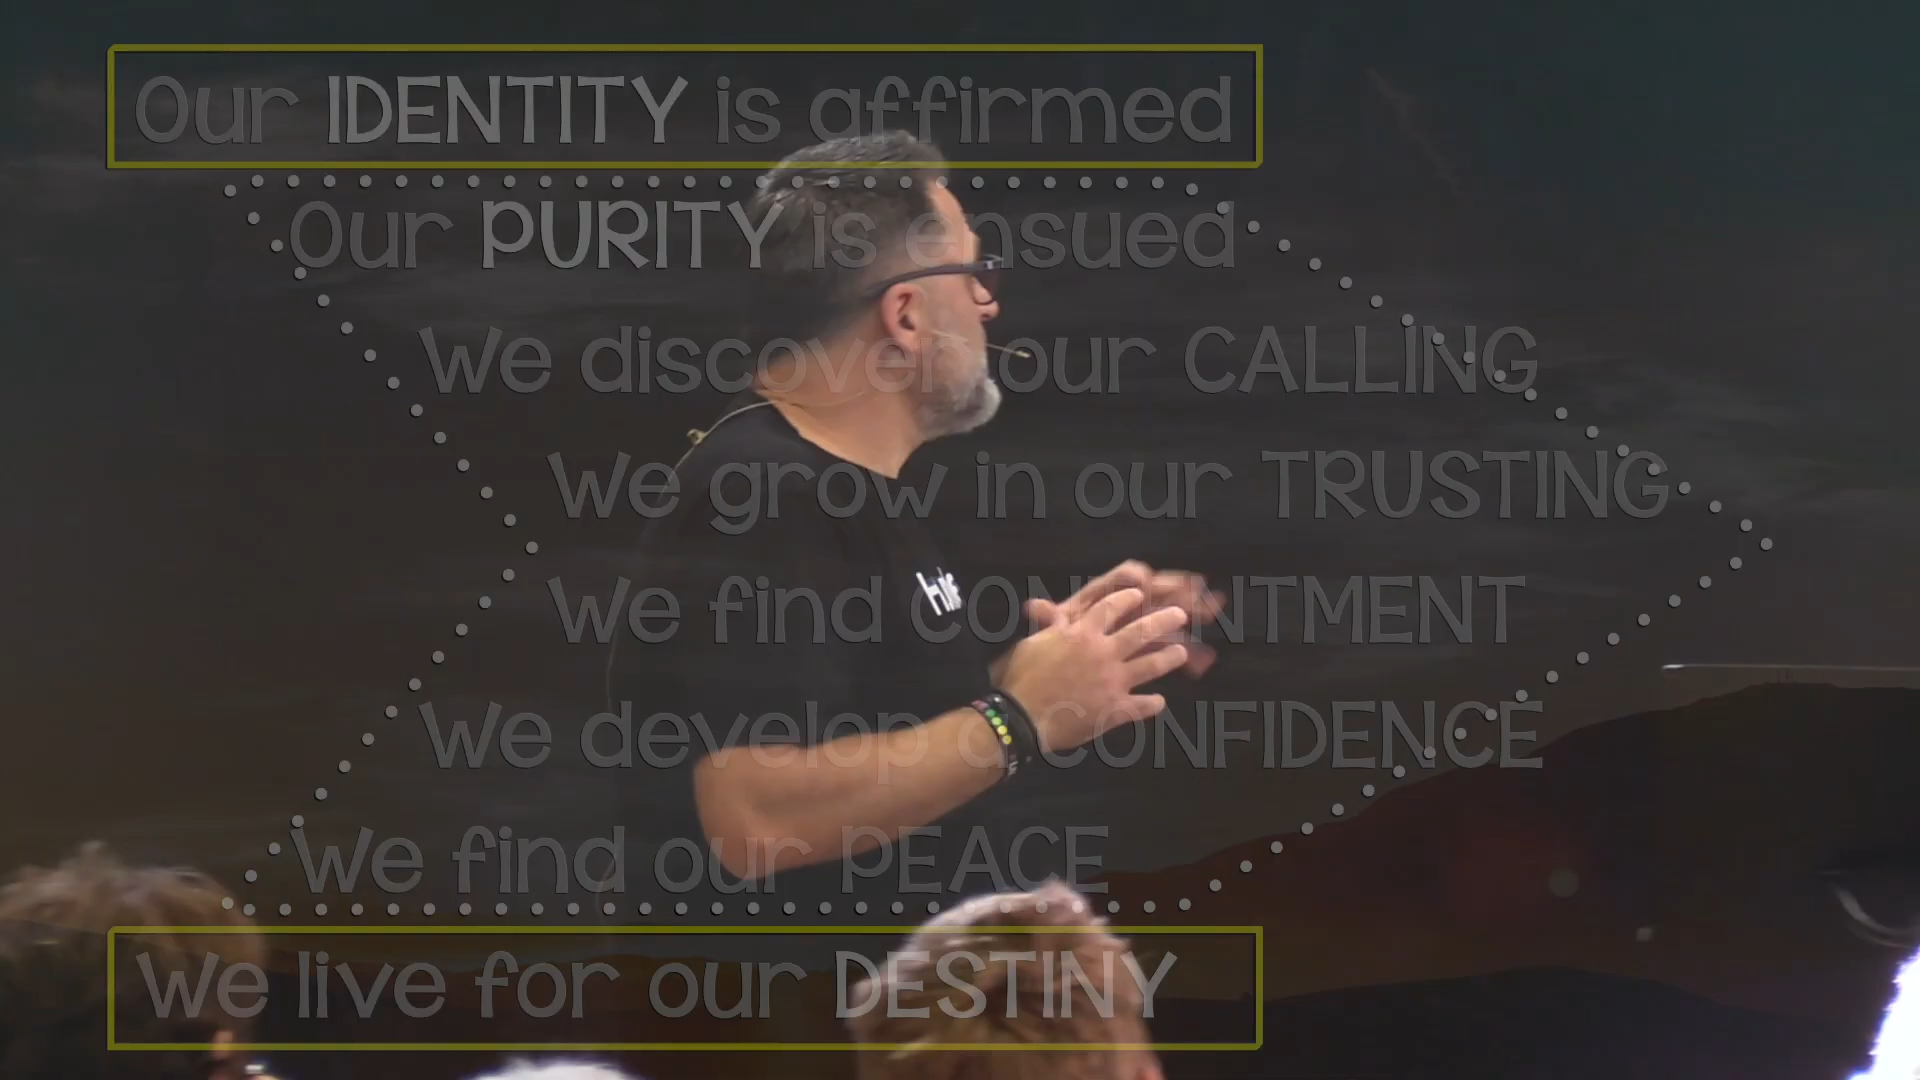 Our IDENTITY is affirmed
Our PURITY is ensued
We discover our CALLING
We grow in our TRUSTING
We find CONTENTMENT
We develop a CONFIDENCE
We find our PEACE
We live for our DESTINY